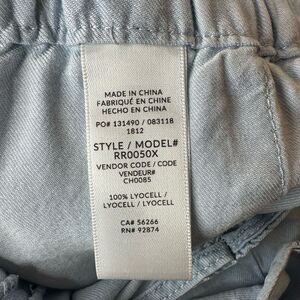 MADE IN CHINA
FABRIQUÉ EN CHINE
HECHO EN CHINA
PO# 131490 / 083118
1812
STYLE / MODEL#
RR0050X
VENDOR CODE / CODE
VENDEUR#
CH0085
100% LYOCELL /
LYOCELL / LYOCELL
CA# 56266
RN# 92874